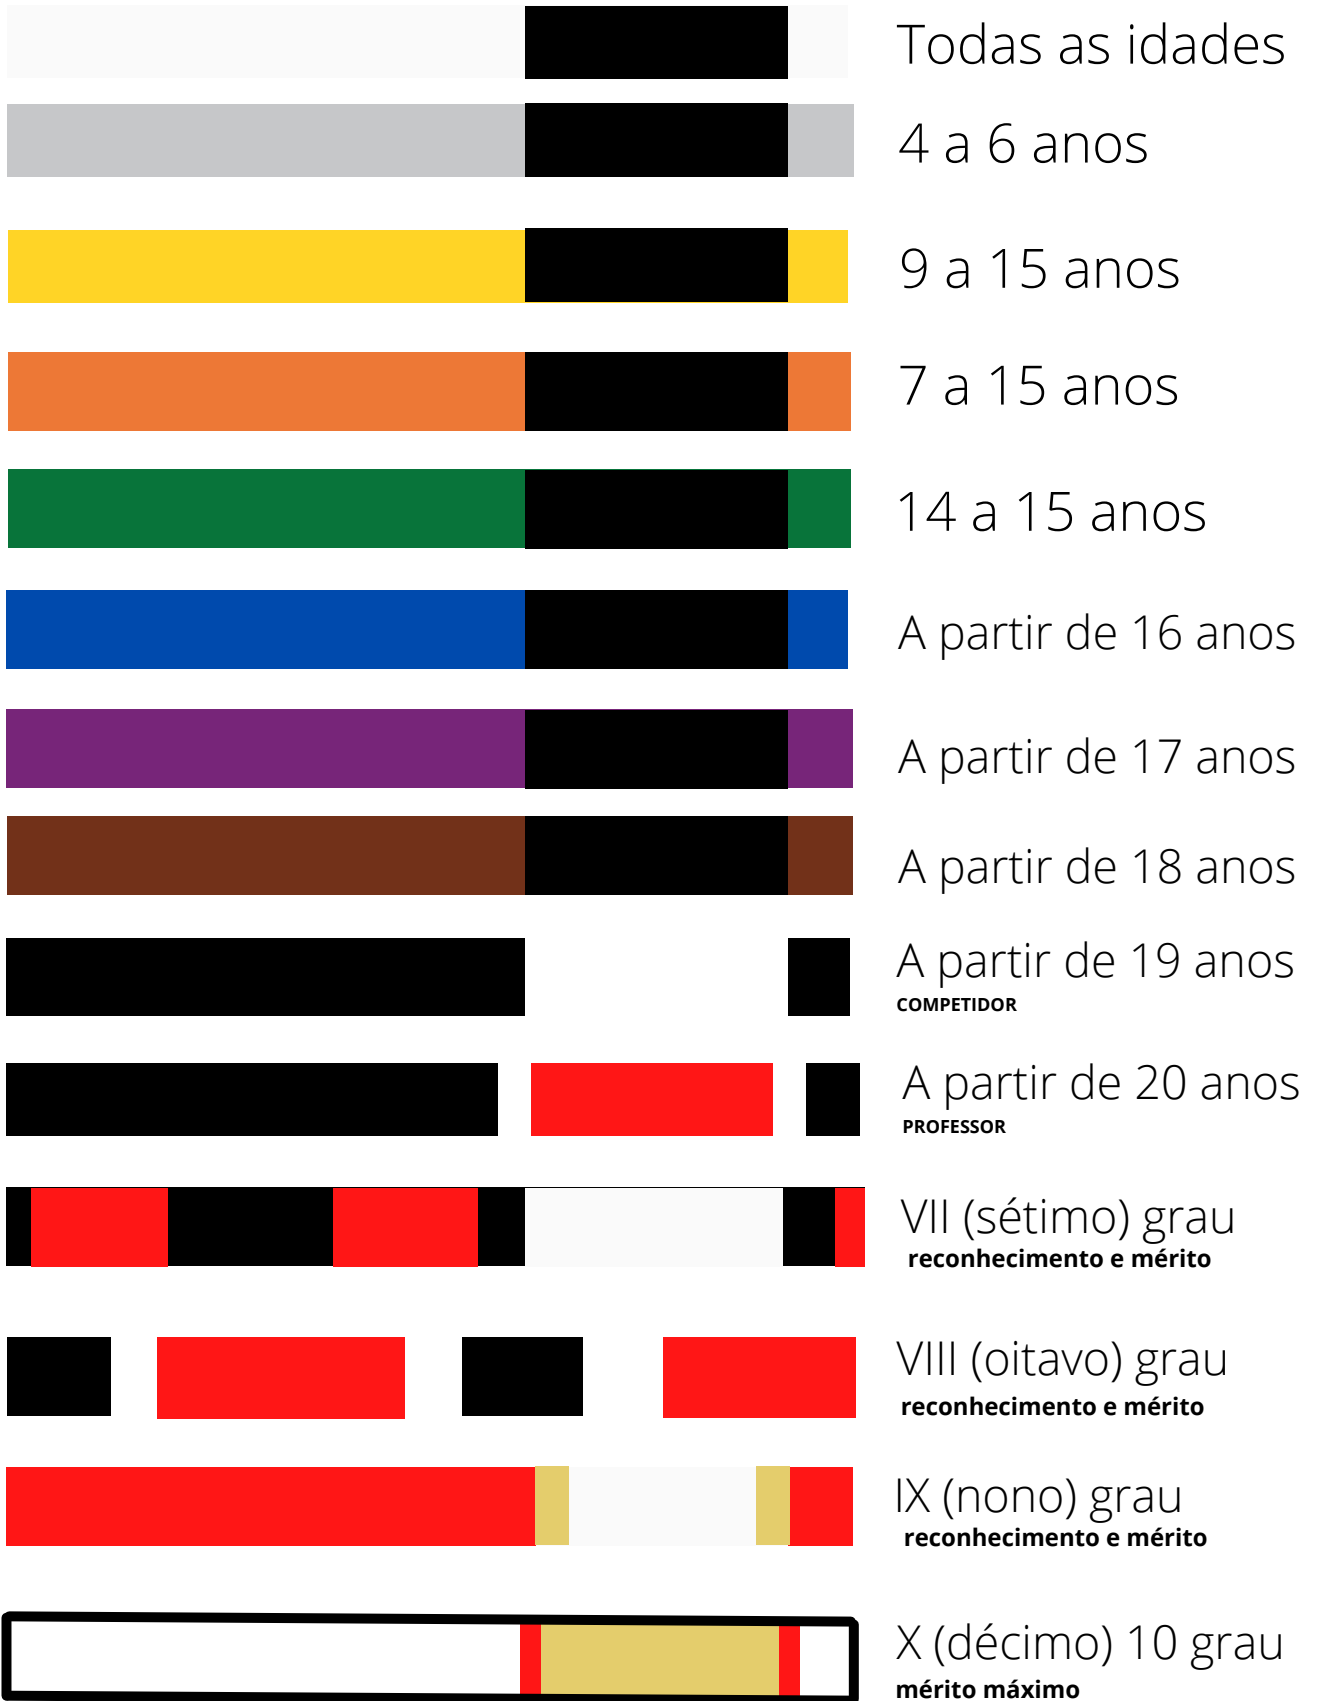 Todas as idades
4 a 6 anos
9 a 15 anos
7 a 15 anos
14 a 15 anos
A partir de 16 anos
A partir de 17 anos
A partir de 18 anos
A partir de 19 anos
COMPETIDOR
A partir de 20 anos
PROFESSOR
VII (sétimo) grau
reconhecimento e mérito
VIII (oitavo) grau
reconhecimento e mérito
IX (nono) grau
reconhecimento e mérito
X (décimo) 10 grau
mérito máximo